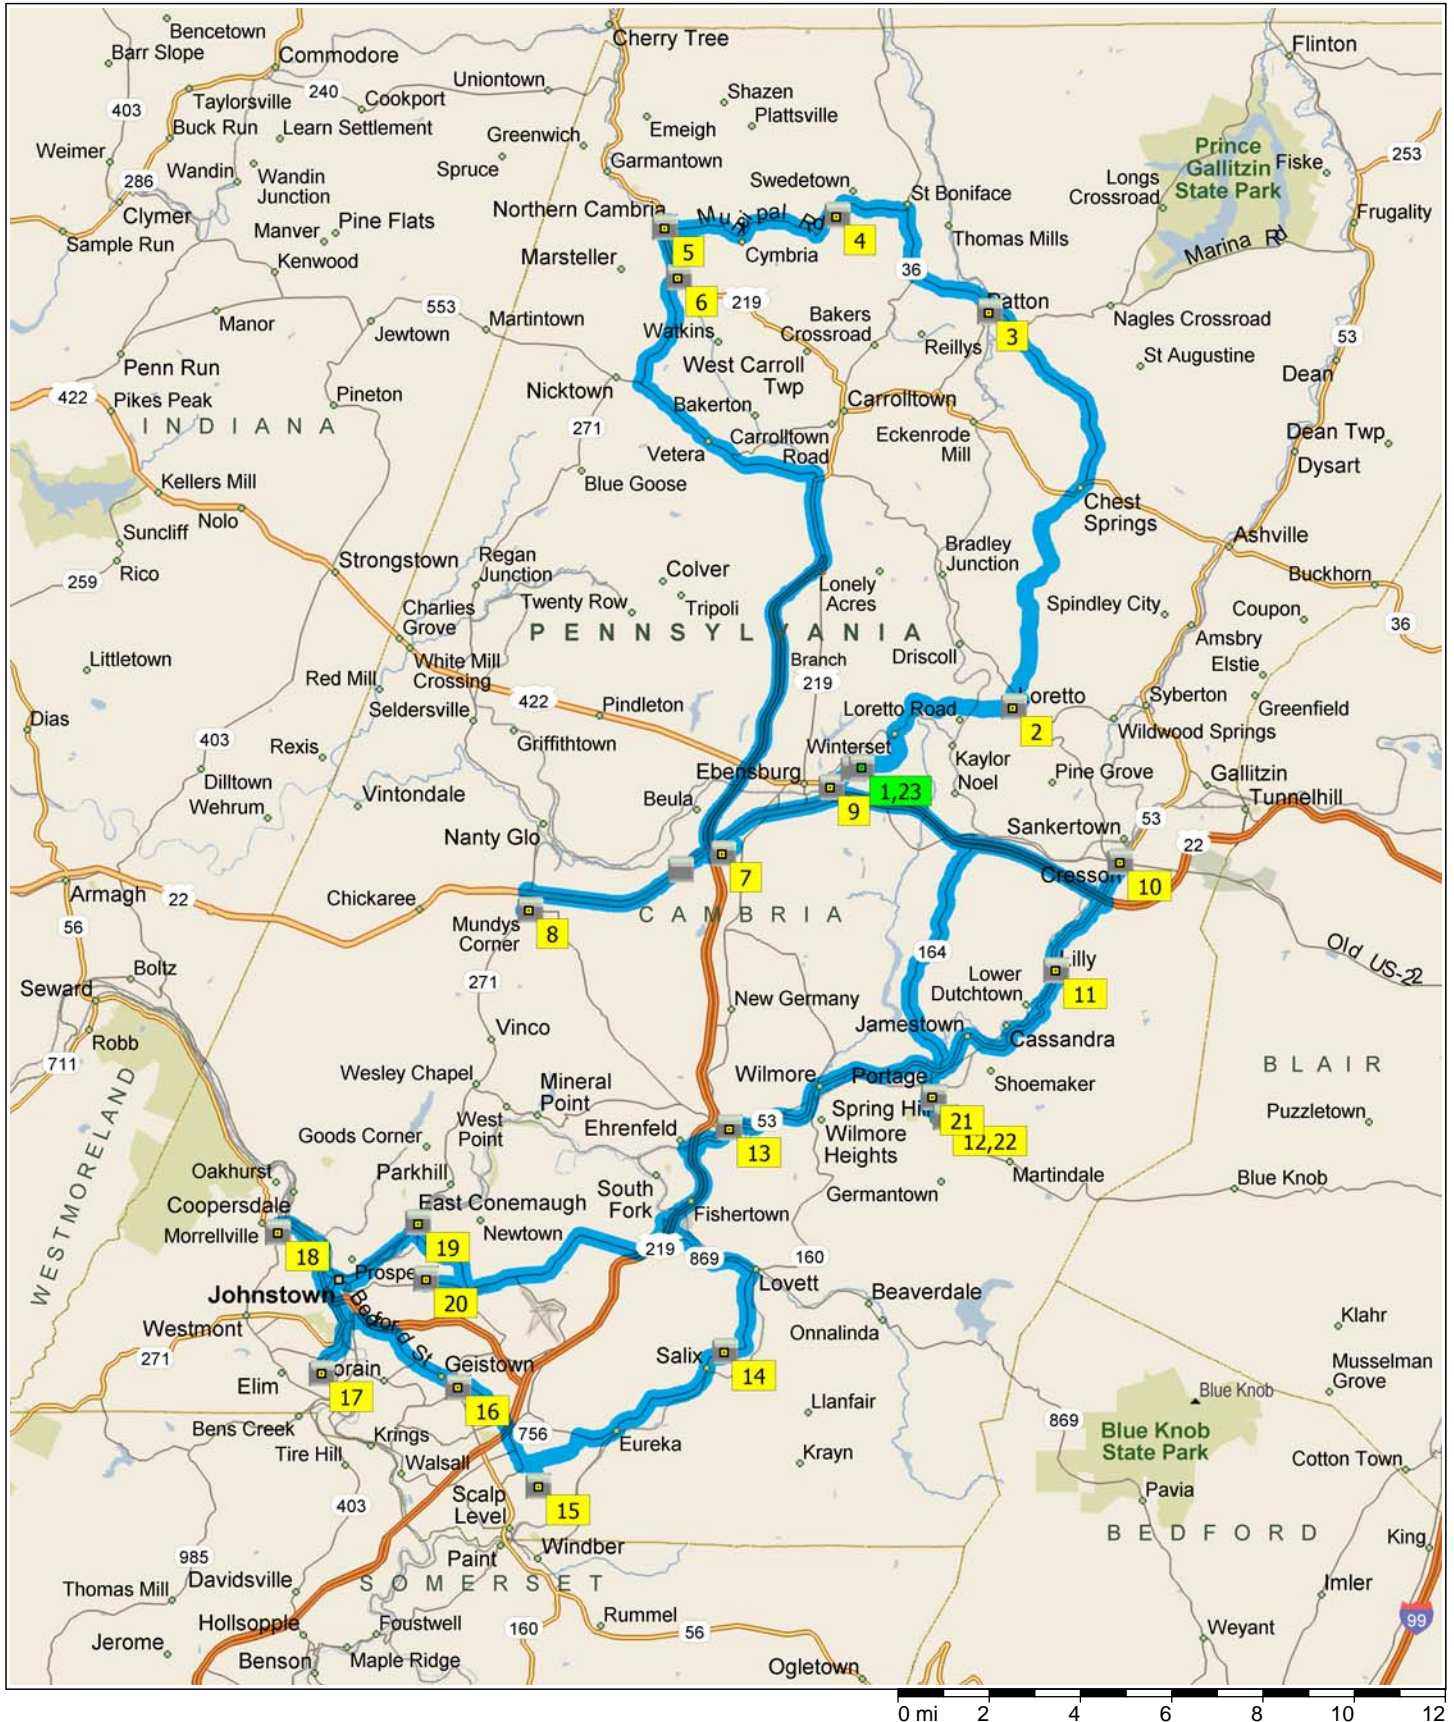 Bencetown
Barr Slope
Commodore
Cherry Tree
Flinton
Uniontown
240
Cookport
Taylorsville
403
Shazen
Plattsville
Emeigh
Buck Run
Learn Settlement
Greenwich
Weimer
Wandin
Wandin
Junction
Spruce
Garmantown
Prince
Gallitzin
State Park
Fiske
253
286
Swedetown
St Boniface
Longs
Crossroad
Clymer
Pine Flats
Manver
Northern Cambria
Municipal Rd
4
Frugality
Sample Run
Kenwood
Marsteller
5
Cymbria
Thomas Mills
Marina Rd
36
6
219
Patton
3
553
Manor
Jewtown
Martintown
Watkins
Bakers
Crossroad
Reillys
Nagles Crossroad
53
St Augustine
Penn Run
West Carroll
Twp
Dean
422
Pikes Peak
Pineton
Nicktown
Bakerton
Carrolltown
INDIANA
271
Vetera
Carrolltown
Road
Eckenrode
Mill
Dean Twp
Dysart
Kellers Mill
Blue Goose
Nolo
Chest
Springs
Suncliff
Ashville
Rico
259
Strongstown
Regan
Junction
Colver
Bradley
Junction
Buckhorn
Twenty Row
Tripoli
Lonely
Acres
Spindley City
Coupon
Charlies
Grove
PENNSYLVANIA
36
Amsbry
Elstie
Littletown
White Mill
Crossing
Branch
219
Driscoll
Red Mill
Seldersville
422
Pindleton
Loretto Road
Loretto
Syberton
Greenfield
2
Wildwood Springs
Dias
403
Rexis
Griffithtown
Winterset
Kaylor
Noel
Dilltown
Wehrum
Vintondale
Ebensburg
Pine Grove
Gallitzin
Beula
1,23
9
Tunnelhill
Nanty Glo
Sankertown
53
22
7
Cresson
10
Armagh
22
Chickaree
56
CAMBRIA
Mundys
Corner
8
164
Old US-22
Boltz
271
Lilly
Lower
Dutchtown
11
Seward
New Germany
Robb
Vinco
Jamestown
Cassandra
711
BLAIR
Wesley Chapel
Mineral
Point
Wilmore
Portage
Shoemaker
West
Point
53
Spring Hill
21
Puzzletown
Goods Corner
Ehrenfeld
13
Wilmore
Heights
12,22
Martindale
WESTMORELAND
Oakhurst
Parkhill
South
Fork
Germantown
Blue Knob
Coopersdale
East Conemaugh
Fishertown
Morrellville
Newtown
18
19
219
869
160
Lovett
Johnstown
20
Bedford St
Beaverdale
Westmont
Onnalinda
Klahr
271
Lorain
Geistown
Salix
14
Musselman
Grove
Elim
17
16
Llanfair
Blue Knob
Bens Creek
Krings
756
Eureka
869
Blue Knob
State Park
Tire Hill
Walsall
Krayn
Cotton Town
403
Scalp
Level
15
Pavia
BEDFORD
King
985
Paint
Windber
Thomas Mill
Davidsville
SOMERSET
Imler
Hollsopple
Foustwell
160
Rummel
56
99
Jerome
Benson
Maple Ridge
Weyant
Ogletown
0 mi 2 4 6 8 10 12